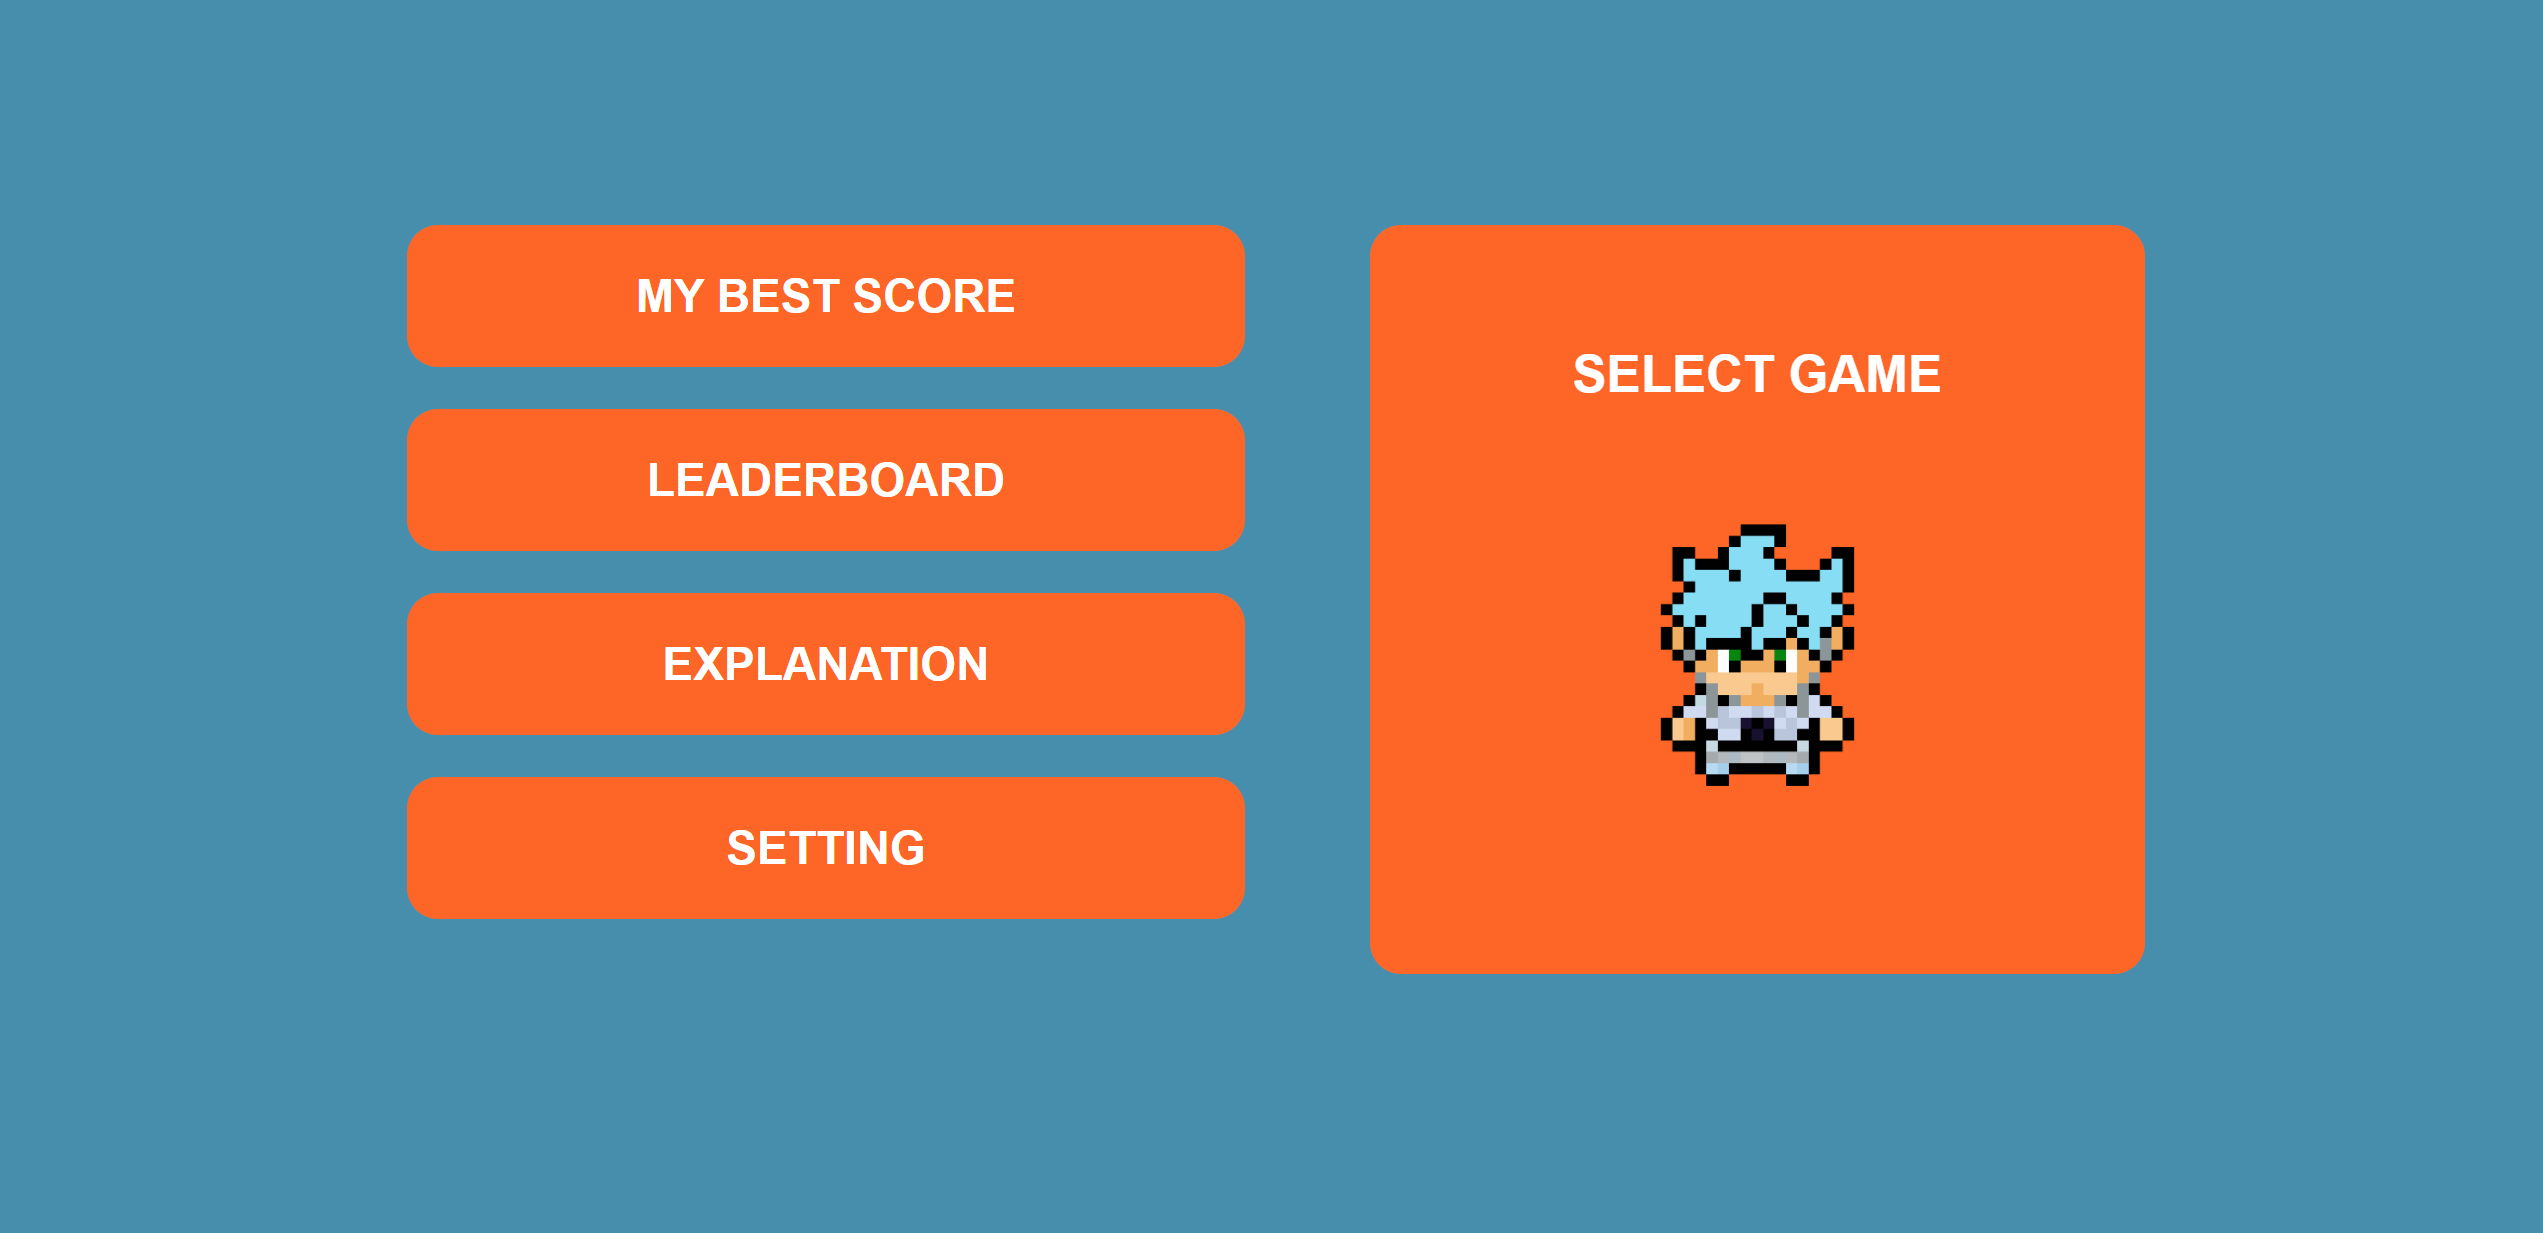 MY BEST SCORE
LEADERBOARD
EXPLANATION
SETTING
SELECT GAME